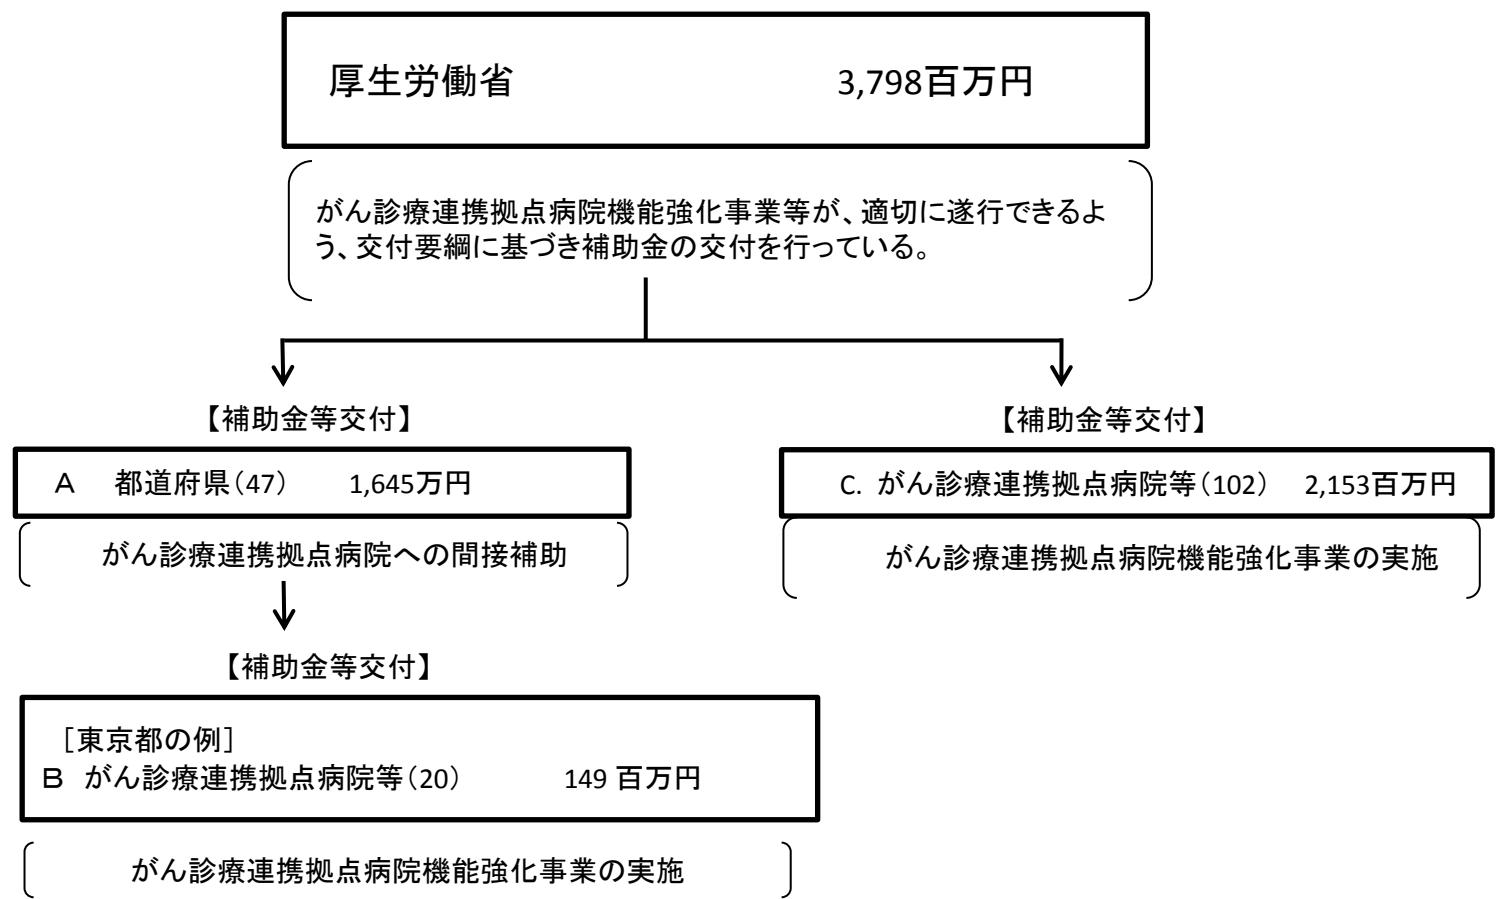 厚生労働省 3,798百万円
がん診療連携拠点病院機能強化事業等が、適切に遂行できるよ
う、交付要綱に基づき補助金の交付を行っている。
【補助金等交付】
A 都道府県(47) 1,645万円
がん診療連携拠点病院への間接補助
【補助金等交付】
[東京都の例]
B がん診療連携拠点病院等(20) 149 百万円
がん診療連携拠点病院機能強化事業の実施
【補助金等交付】
C. がん診療連携拠点病院等(102) 2,153百万円
がん診療連携拠点病院機能強化事業の実施